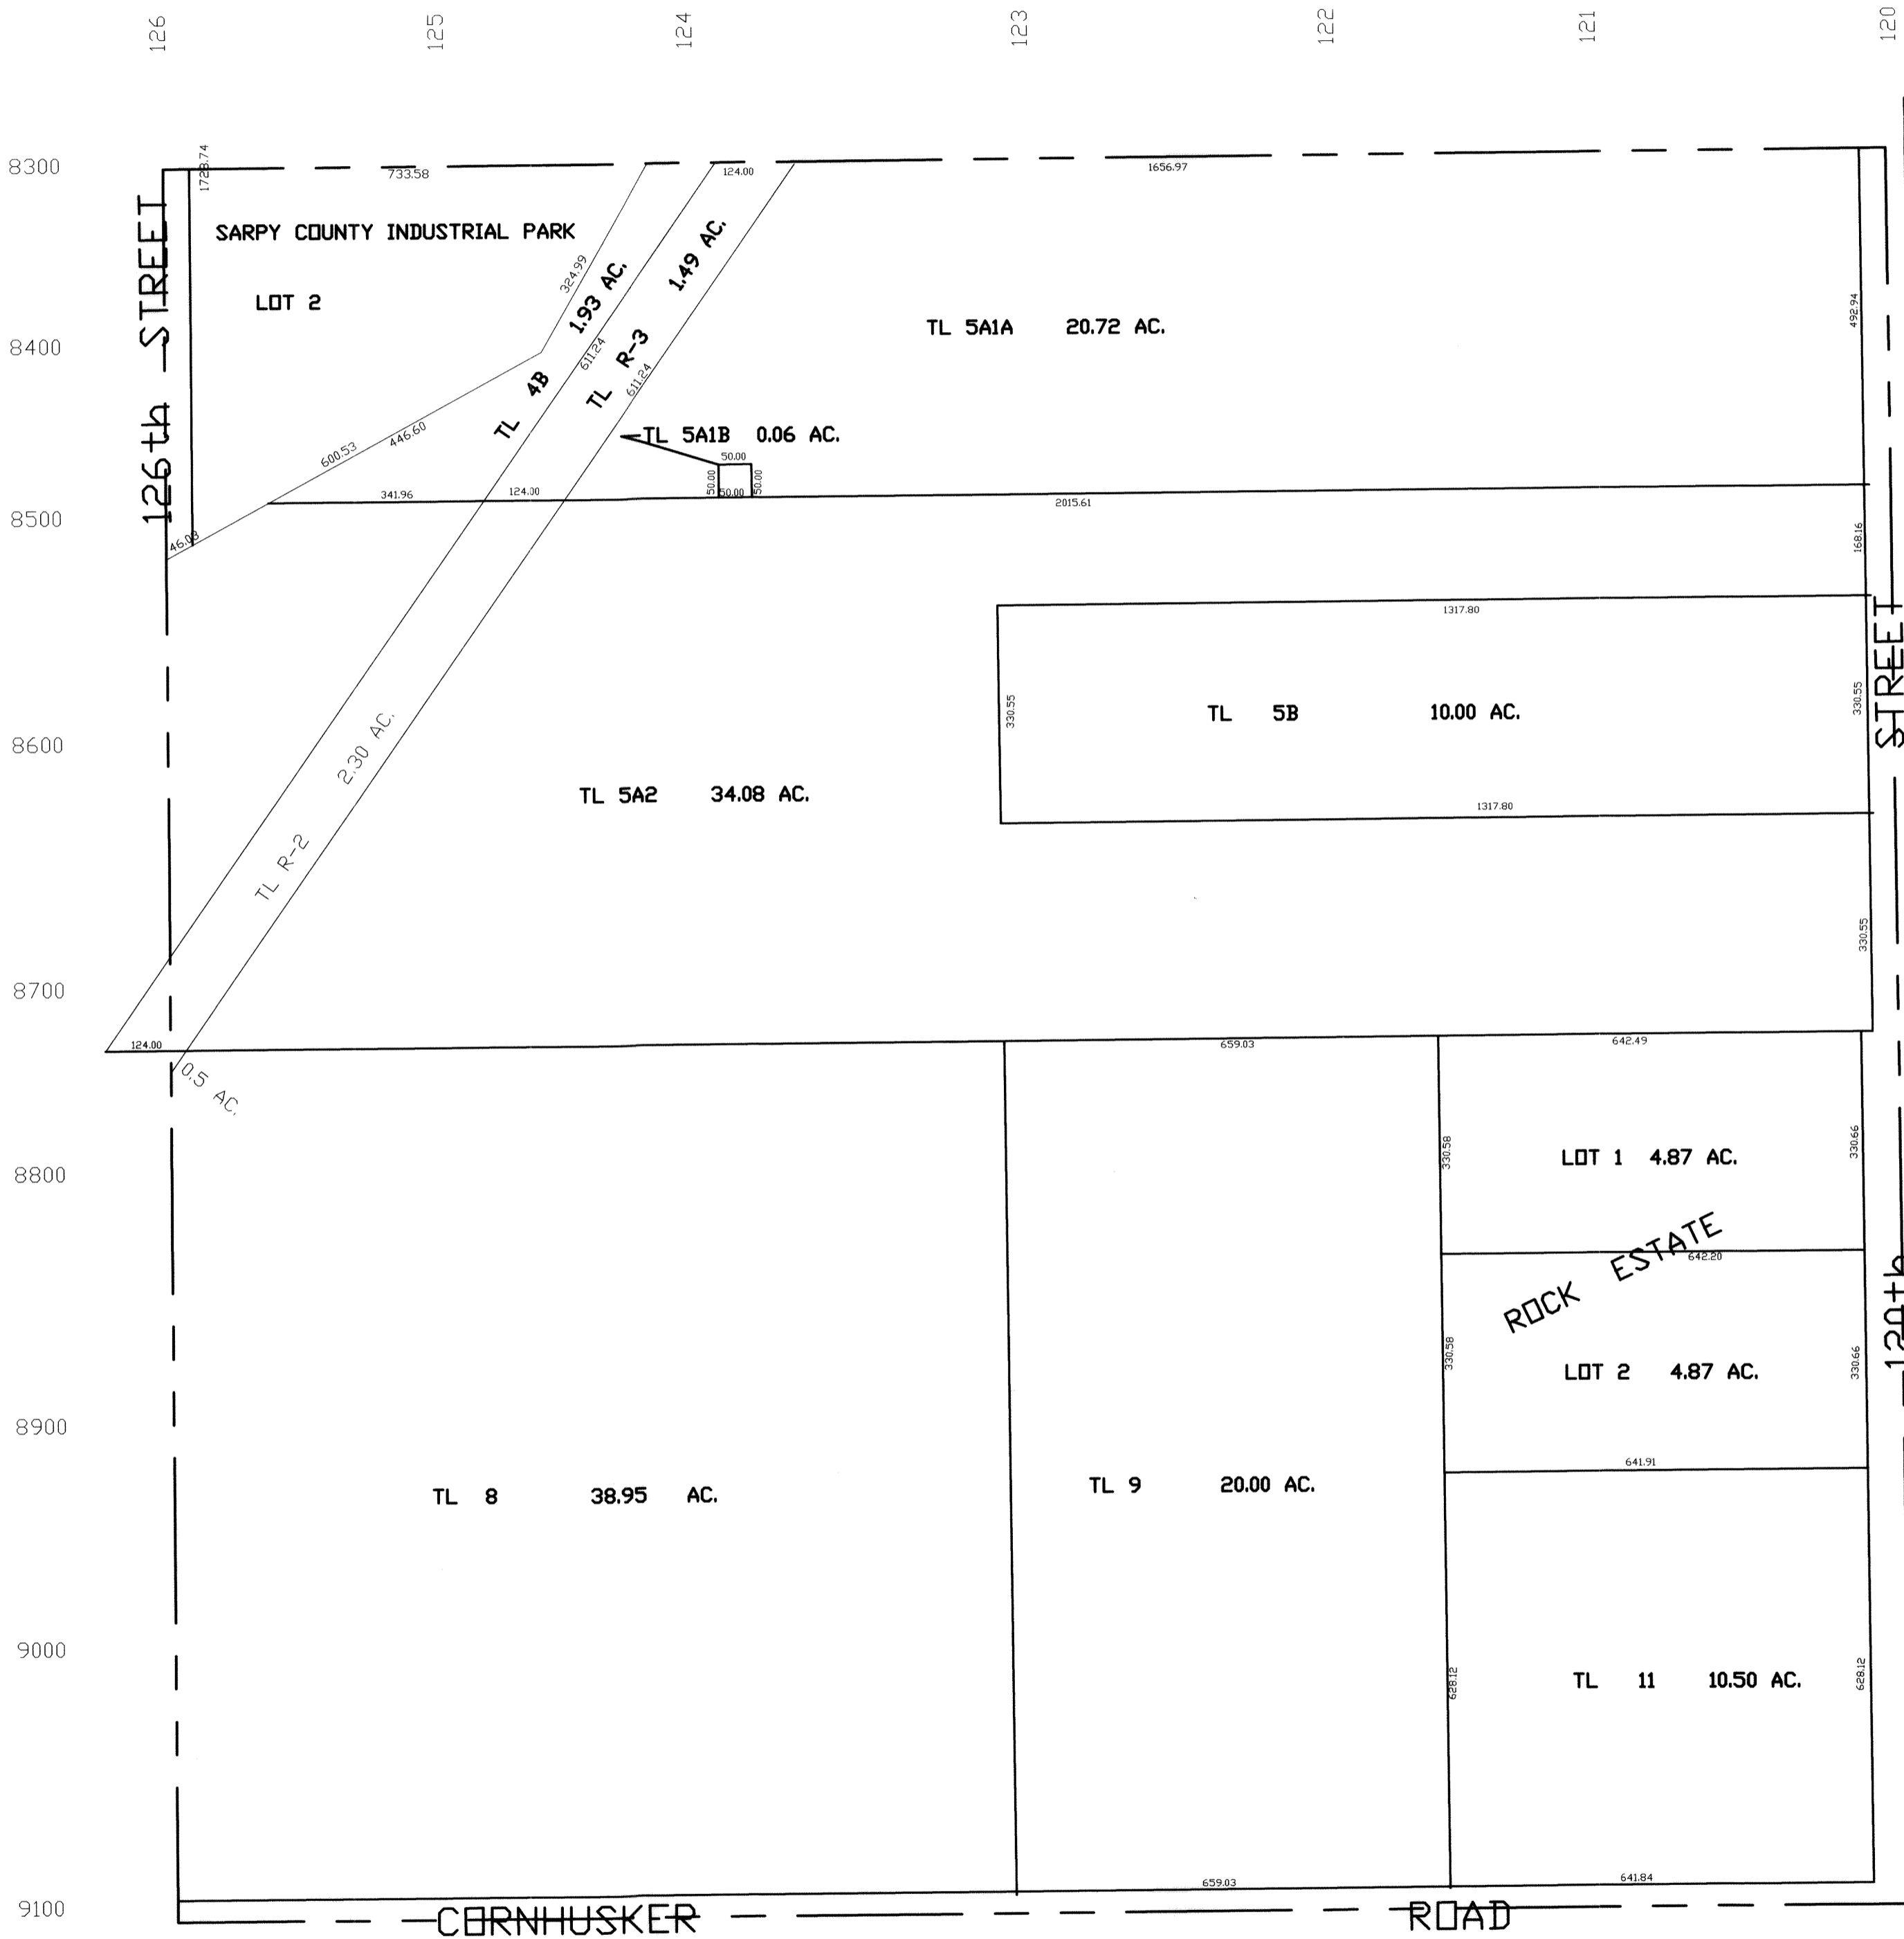 126 125 124 123 122 121 120
8300
8400
8500
8600
8700
8800
8900
9000
9100
126th STREET
1728.74
733.58
124.00
1656.97
SARPY COUNTY INDUSTRIAL PARK
LOT 2
324.99
TL 4B 1.93 AC.
611.24
TL R-3 1.49 AC.
611.24
TL 5A1A 20.72 AC.
492.94
TL 5A1B 0.06 AC.
50.00
50.00
50.00
50.00
600.53
446.60
46.03
341.96
124.00
2015.61
168.16
1317.80
330.55
TL 5B 10.00 AC.
330.55
1317.80
STREET
TL R-2 2.30 AC.
TL 5A2 34.08 AC.
330.55
124.00
0.5 AC.
659.03
642.49
330.58
LOT 1 4.87 AC.
330.66
642.20
ROCK ESTATE
330.58
LOT 2 4.87 AC.
330.66
120th
641.91
TL 8 38.95 AC.
TL 9 20.00 AC.
628.12
TL 11 10.50 AC.
628.12
659.03
641.84
CORNHUSKER ROAD